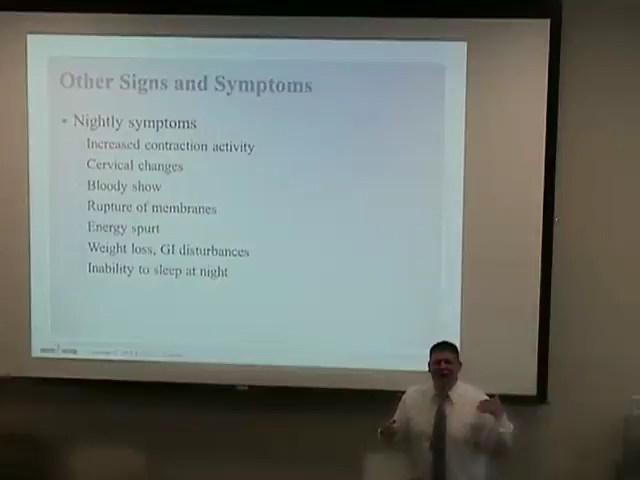 Other Signs and Symptoms
• Nightly symptoms
Increased contraction activity
Cervical changes
Bloody show
Rupture of membranes
Energy spurt
Weight loss, GI disturbances
Inability to sleep at night